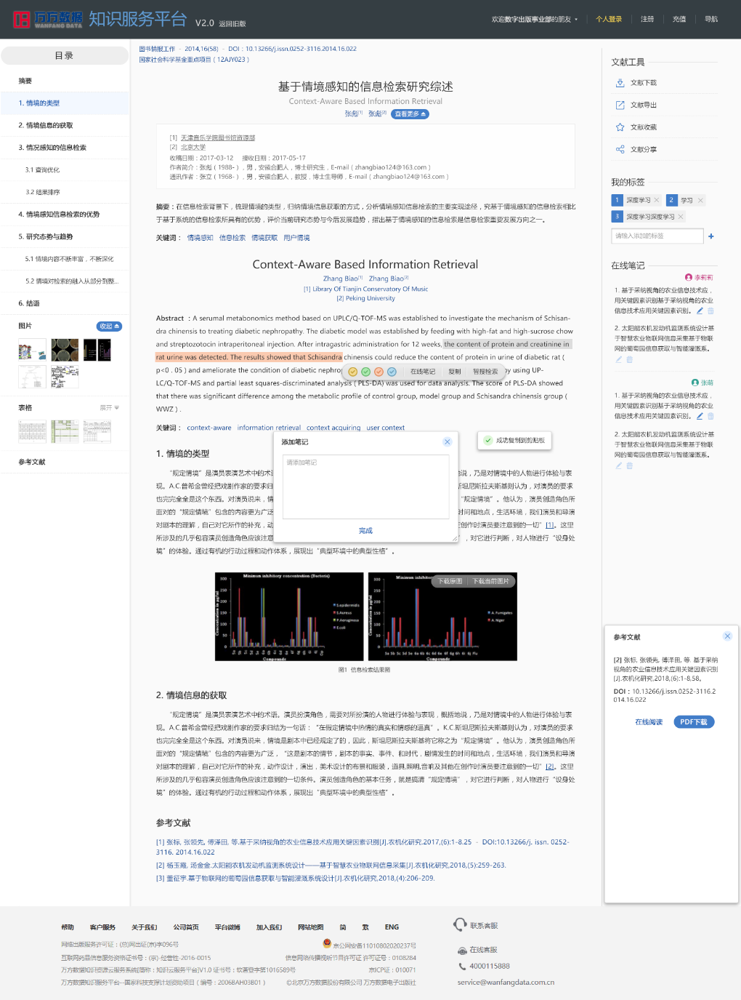 万方数据 WANFANG DATA 知识服务平台 V2.0 返回旧版
欢迎数字出版事业部的朋友 个人登录 注册 充值 导航
目录
摘要
1. 情境的类型
2. 情境信息的获取
3. 情况感知的信息检索
3.1 查询优化
3.2 结果排序
4. 情境感知信息检索的优势
5. 研究态势与趋势
5.1 情境内容不断丰富，不断深化
5.2 情境对检索的融入从部分到整...
6. 结语
图片 收起
表格 展开
参考文献
图书情报工作 - 2014,16(58) - DOI：10.13266/j.issn.0252-3116.2014.16.022
国家社会科学基金重点项目（12AJY023）
基于情境感知的信息检索研究综述
Context-Aware Based Information Retrieval
张彪[1] 张彪[2] 查看更多
[1] 天津音乐学院图书馆资源部
[2] 北京大学
收稿日期：2017-03-12 接收日期：2017-05-17
作者简介：张彪（1988-），男，安徽合肥人，博士研究生，E-mail（zhangbiao124@163.com）
通讯作者：张立（1968-），男，安徽合肥人，教授，博士生导师，E-mail（zhangbiao124@163.com）
摘要：在信息检索背景下，梳理情境的类型，归纳情境信息获取的方式，分析情境感知信息检索的主要实现途径，究基于情境感知的信息检索相比
于基于系统的信息检索所具有的优势，评价当前研究态势与今后发展趋势，指出基于情境感知的信息检索是信息检索重要发展方向之一。
关键词： 情境感知 信息检索 情境获取 用户情境
Context-Aware Based Information Retrieval
Zhang Biao[1] Zhang Biao[2]
[1] Library Of Tianjin Conservatory Of Music
[2] Peking University
Abstract ：A serumal metabonomics method based on UPLC/Q-TOF-MS was established to investigate the mechanism of Schisan-
dra chinensis to treating diabetic nephropathy. The diabetic model was established by feeding with high-fat and high-sucrose chow
and streptozotocin intraperitoneal injection. After intragastric administration for 12 weeks, the content of protein and creatinine in
rat urine was detected. The results showed that Schisandra chinensis could reduce the content of protein in urine of diabetic rat (
p<0 . 05 ) and ameliorate the condition of diabetic nephro
在线笔记 复制 智搜检索
y using UP-
LC/Q-TOF-MS and partial least squares-discriminated analysis ( PLS-DA) was used for data analysis. The score of PLS-DA showed
that there was significant difference among the metabolic profile of control group, model group and Schisandra chinensis group (
WWZ ) .
关键词： context-aware information retrieval context acquiring user context
添加笔记
请添加笔记
完成
成功复制到剪贴板
1. 情境的类型
“规定情境”是演员表演艺术中的术 说，乃是对情境中的人物进行体验与表
现。A.C.普希金曾经把戏剧作家的要求归 斯坦尼斯拉夫斯基则认为，对演员的要求
也完完全全是这个东西。对演员说来，情 “规定情境”。他认为，演员创造角色所
面对的“规定情境”包含的内容更为广泛 时间和地点，生活环境，我们演员和导演
对剧本的理解，自己对它所作的补充，动 创作时演员要注意到的一切”[1]。这里
所涉及的几乎包容演员创造角色应该注意 ，对它进行判断，对人物进行“设身处
境”的体验。通过有机的行动过程和动作体系，展现出“典型环境中的典型性格”。
Minimum inhibitory concentration (Bacteria)
Concentration in µg/ml
300
250
200
150
100
50
0
S.epidermidis
S.Aureus
P.Aeruginosa
E.coli
Compounds
Minimum inhibitory
下载原图 下载当前图片
300
250
200
150
100
50
0
A. Fumigates
A. Niger
Compounds
图1 信息检索结果图
2. 情境信息的获取
“规定情境”是演员表演艺术中的术语。演员扮演角色，需要对所扮演的人物进行体验与表现，概括地说，乃是对情境中的人物进行体验与表
现。A.C.普希金曾经把戏剧作家的要求归结为一句话：“在假定情境中热情的真实和情感的逼真”。K.C.斯坦尼斯拉夫斯基则认为，对演员的要求
也完完全全是这个东西。对演员说来，情境是剧本中已经规定了的，因此，斯坦尼斯拉夫斯基将它称之为“规定情境”。他认为，演员创造角色所
面对的“规定情境”包含的内容更为广泛，“这是剧本的情节，剧本的事实、事件、和时代，剧情发生的时间和地点，生活环境，我们演员和导演
对剧本的理解，自己对它所作的补充，动作设计，演出，美术设计的布景和服装，道具,照明,音响及其他在创作时演员要注意到的一切”[2]。这里
所涉及的几乎包容演员创造角色应该注意到的一切条件。演员创造角色的基本任务，就是搞清“规定情境”，对它进行判断，对人物进行“设身处
境”的体验。通过有机的行动过程和动作体系，展现出“典型环境中的典型性格”。
参考文献
[1] 张标, 张领先, 傅泽田, 等.基于采纳视角的农业信息技术应用关键因素识别[J].农机化研究.2017,(6):1-8.25 - DOI:10.13266/j. issn. 0252-
3116. 2014.16.022
[2] 杨玉霞, 汤金金.太阳能农机发动机监测系统设计——基于智慧农业物联网信息采集[J].农机化研究,2018,(5):259-263.
[3] 董征宇.基于物联网的葡萄园信息获取与智能灌溉系统设计[J].农机化研究,2018,(4):206-209.
文献工具
文献下载
文献导出
文献收藏
文献分享
我的标签
1 深度学习 2 学习
3 深度学习深度学习
请输入添加的标签
在线笔记
李莉莉
1. 基于采纳视角的农业信息技术应，
用关键因素识别基于采纳视角的农业
信息技术应用关键因素识别。
2. 太阳能农机发动机监测系统设计基
于智慧农业物联网信息采集基于物联
网的葡萄园信息获取与智能灌溉。
张萌
1. 基于采纳视角的农业信息技术应，
用关键因素识别基于采纳视角的农业
信息技术应用关键因素识别。
2. 太阳能农机发动机监测系统设计基
于智慧农业物联网信息采集基于物联
网的葡萄园信息获取与智能灌溉系。
参考文献
[2] 张标, 张领先, 傅泽田, 等. 基于采纳
视角的农业信息技术应用关键因素识别
[J].农机化研究,2018,(6):1-8,58。
DOI：10.13266/j.issn.0252-3116.2
014.16.022
在线阅读 PDF下载
帮助 客户服务 关于我们 公司首页 平台微博 加入我们 网站地图 简 繁 ENG
网络出版服务许可证：(总)网出证(京)字096号 京公网安备11010802020237号
互联网药品信息服务资格证书号：(京)-经营性-2016-0015 信息网络传播视听节目许可证 许可证号：0108284
万方数据知识资源云服务系统[简称：知识云服务平台]V1.0 证书号：软著登字第1016589号 京ICP证：010071
万方数据知识服务平台--国家科技支撑计划资助项目（编号：2006BAH03B01） ©北京万方数据股份有限公司 万方数据电子出版社
联系客服
在线客服
4000115888
service@wanfangdata.com.cn